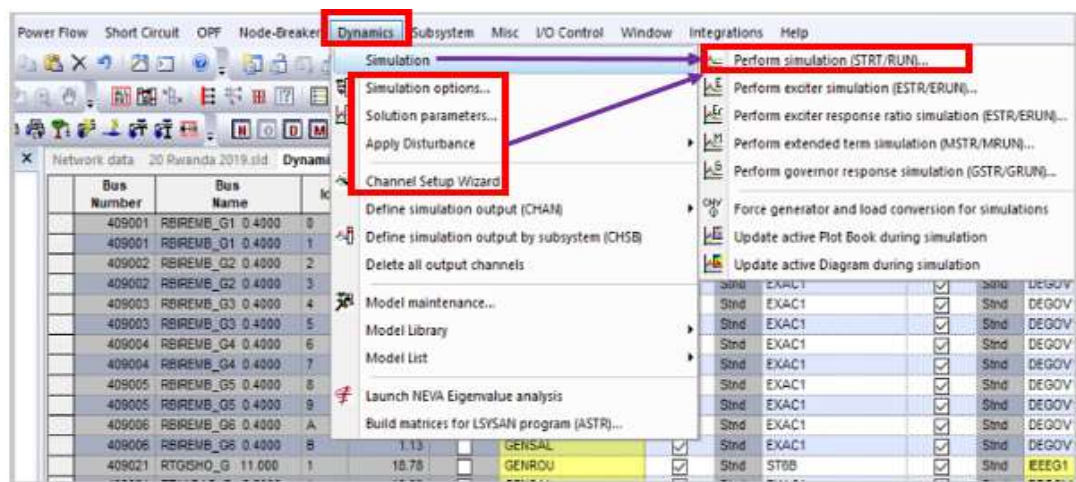 Power Flow Short Circuit OPF Node-Breaker Dynamics Subsystem Misc I/O Control Window Integrations Help
Simulation
Simulation options...
Solution parameters...
Apply Disturbance
Channel Setup Wizard
Define simulation output (CHAN)
Define simulation output by subsystem (CHSB)
Delete all output channels
Model maintenance...
Model Library
Model List
Launch NEVA Eigenvalue analysis
Build matrices for LSYSAN program (ASTR)...
Perform simulation (STRT/RUN)...
Perform exciter simulation (ESTR/ERUN)...
Perform exciter response ratio simulation (ESTR/ERUN)...
Perform extended term simulation (MSTR/MRUN)...
Perform governor response simulation (GSTR/GRUN)...
Force generator and load conversion for simulations
Update active Plot Book during simulation
Update active Diagram during simulation
Network data 20 Rwanda 2019.sld Dynami
Bus Number Bus Name
409001 RBIREMB_G1 0.4000 0
409001 RBIREMB_G1 0.4000 1
409002 RBIREMB_G2 0.4000 2
409002 RBIREMB_G2 0.4000 3 Stnd EXAC1 Stnd DEGOV
409003 RBIREMB_G3 0.4000 4 Stnd EXAC1 Stnd DEGOV
409003 RBIREMB_G3 0.4000 5 Stnd EXAC1 Stnd DEGOV
409004 RBIREMB_G4 0.4000 6 Stnd EXAC1 Stnd DEGOV
409004 RBIREMB_G4 0.4000 7 Stnd EXAC1 Stnd DEGOV
409005 RBIREMB_G5 0.4000 8 Stnd EXAC1 Stnd DEGOV
409005 RBIREMB_G5 0.4000 9 Stnd EXAC1 Stnd DEGOV
409006 RBIREMB_G6 0.4000 A Stnd EXAC1 Stnd DEGOV
409006 RBIREMB_G6 0.4000 B 1.13 GENSAL Stnd EXAC1 Stnd DEGOV
409021 RTGISHO_G 11.000 1 18.78 GENROU Stnd ST6B Stnd IEEEG1